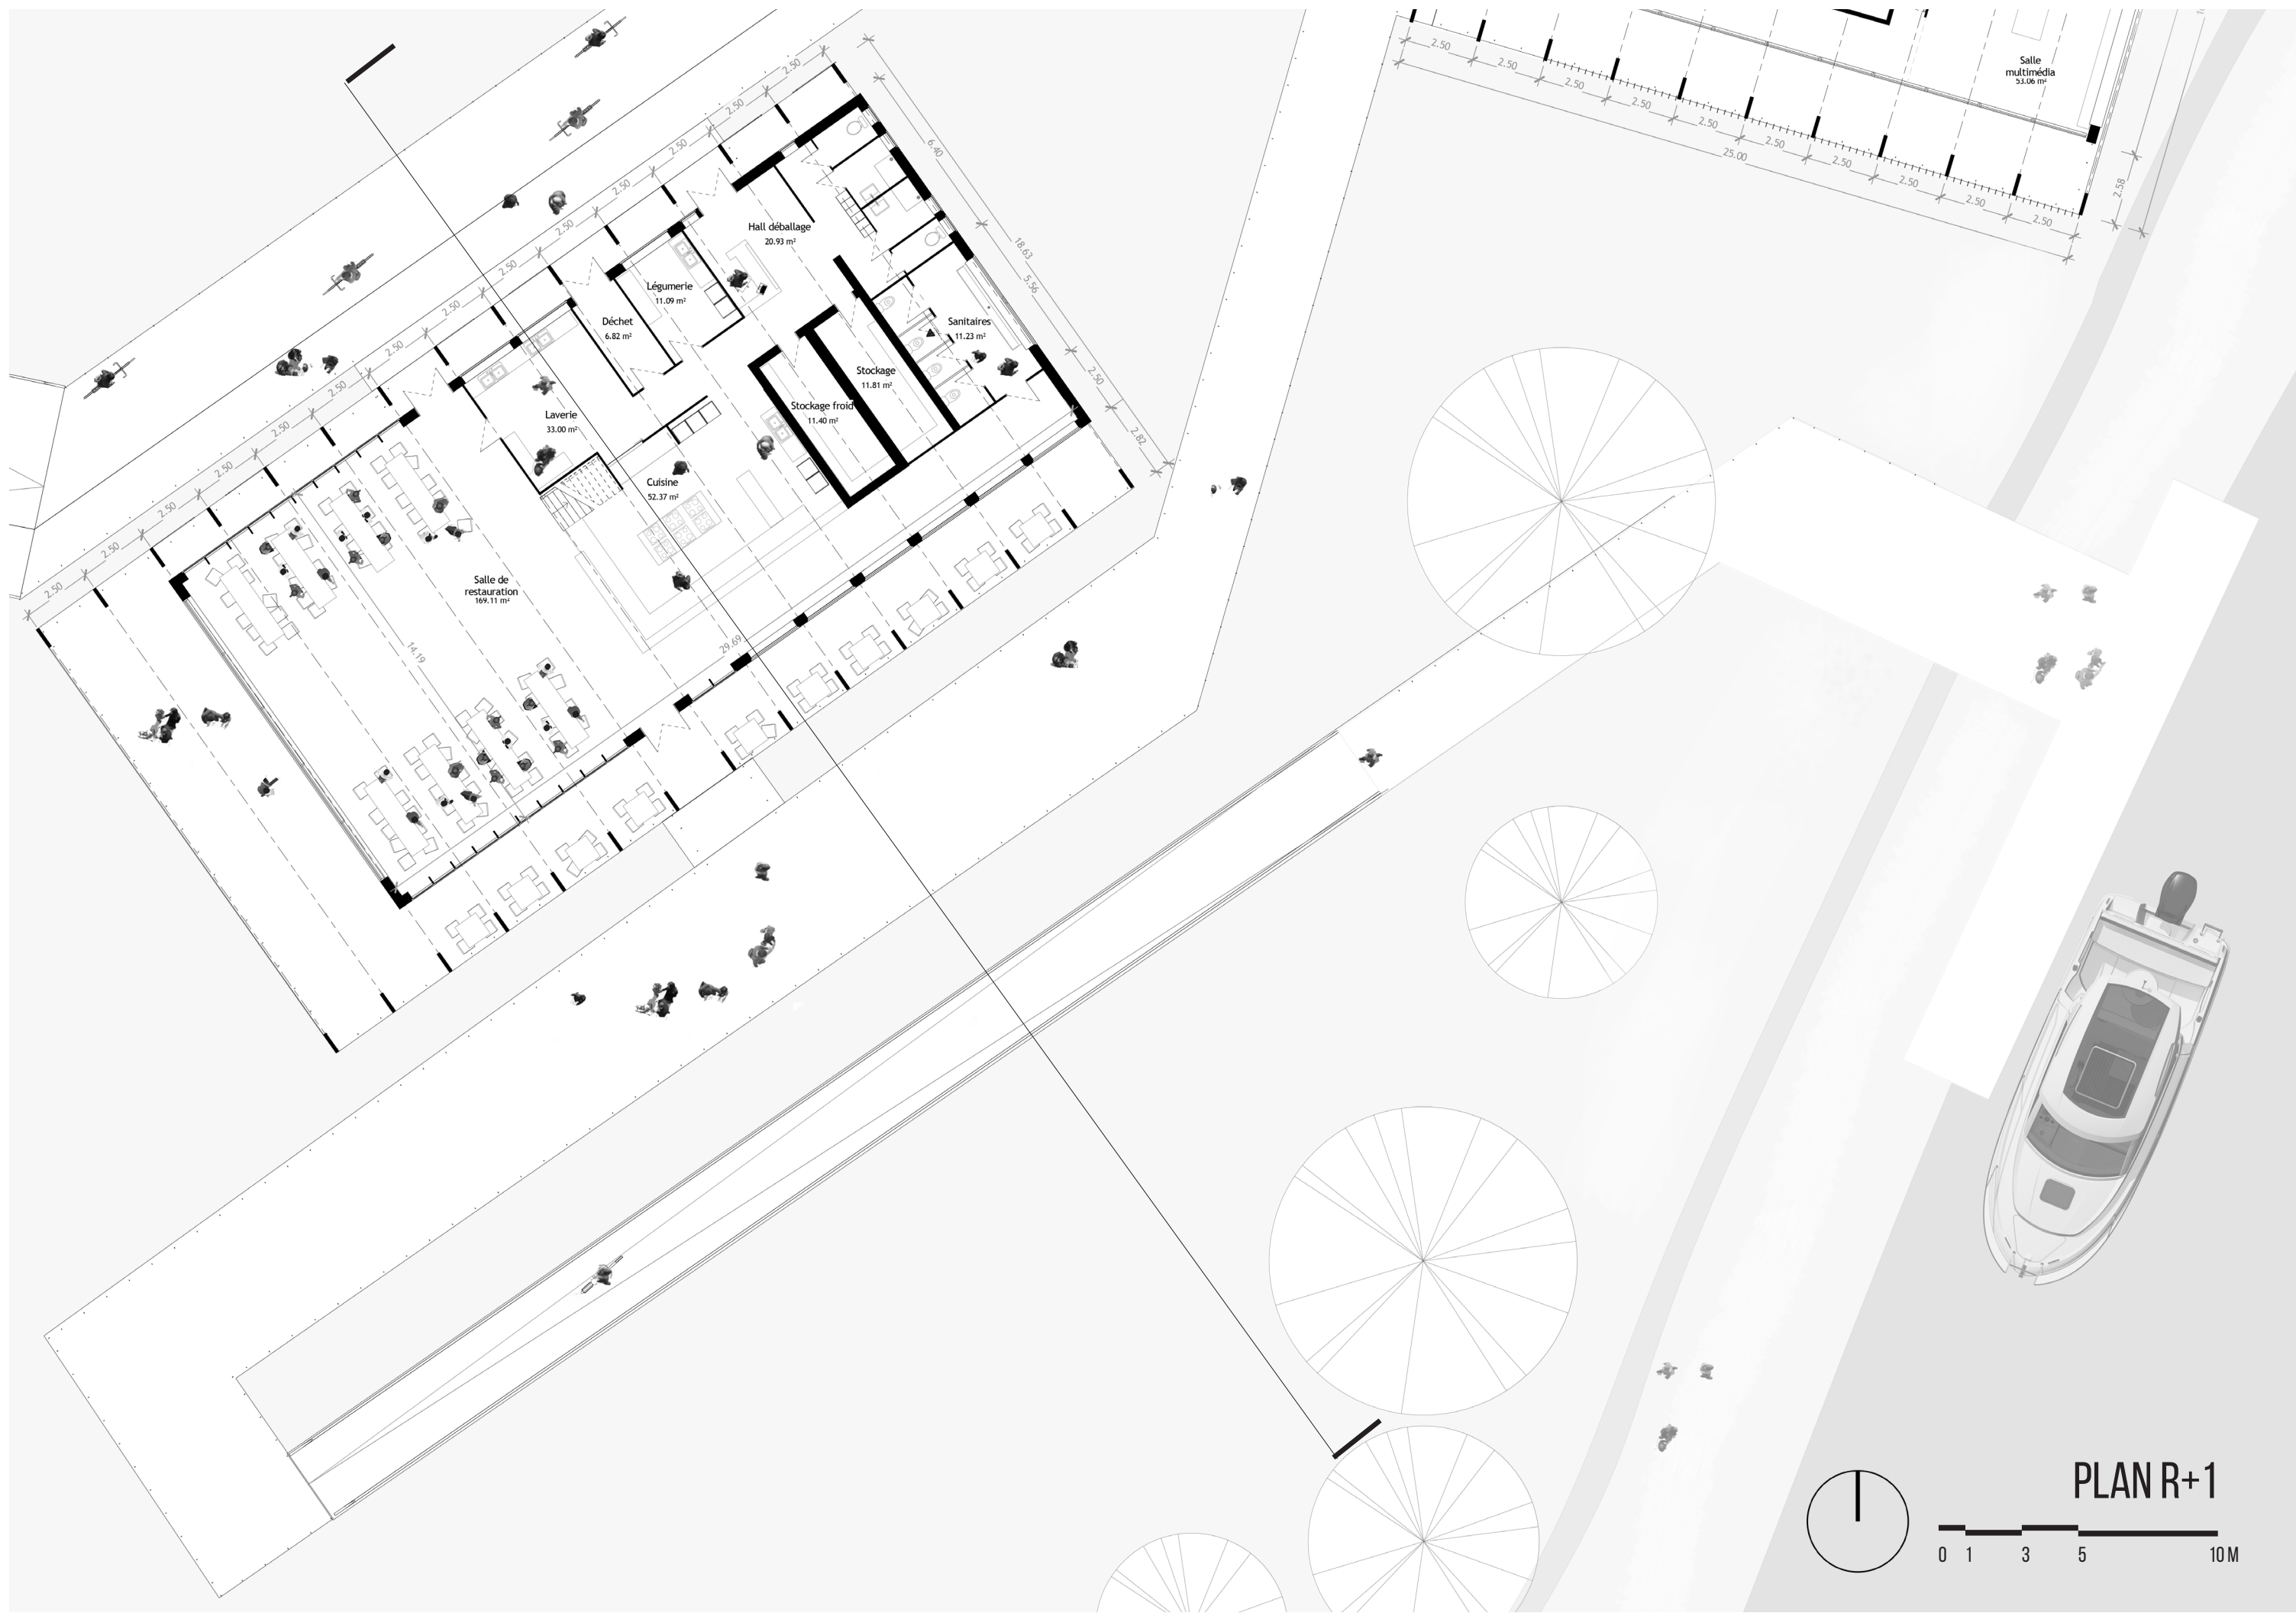 2.50
2.50
2.50
2.50
2.50
2.50
2.50
2.50
2.50
2.50
2.50
2.50
2.50
2.50
6.40
18.63
5.56
2.50
2.82
Hall déballage
20.93 m²
Légumerie
11.09 m²
Déchet
6.82 m²
Sanitaires
11.23 m²
Stockage
11.81 m²
Stockage froid
11.40 m²
Laverie
33.00 m²
Cuisine
52.37 m²
Salle de
restauration
169.11 m²
14.19
29.69
Salle
multimédia
53.06 m²
2.50
2.50
2.50
2.50
2.50
2.50
2.50
2.50
2.50
2.50
25.00
2.58
PLAN R+1
0 1 3 5 10 M